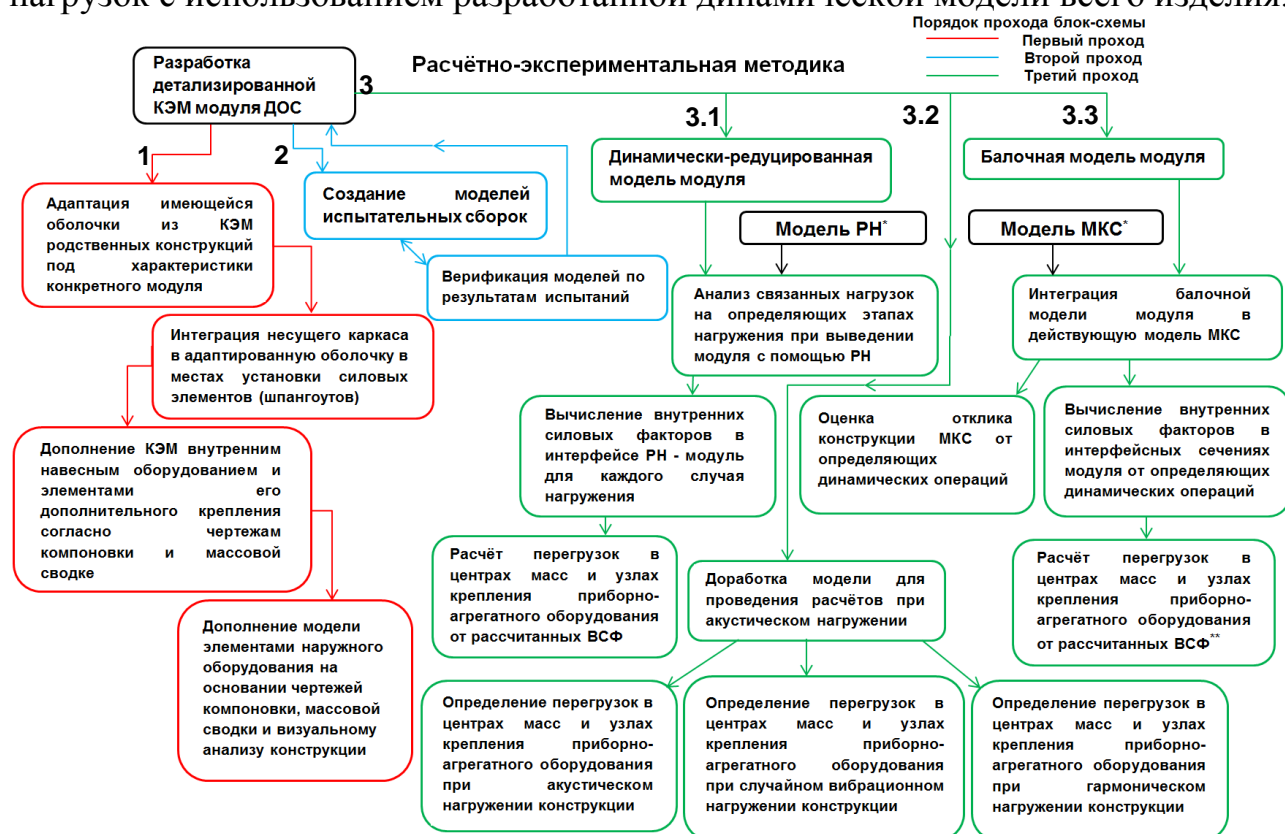 нагрузок с использованием разработанной динамической модели всего изделия.
Порядок прохода блок-схемы
Первый проход
Второй проход
Третий проход
Расчётно-экспериментальная методика
Разработка
детализированной
КЭМ модуля ДОС
3
1
2
3.1
3.2
3.3
Адаптация имеющейся
оболочки из КЭМ
родственных конструкций
под характеристики
конкретного модуля
Интеграция несущего каркаса
в адаптированную оболочку в
местах установки силовых
элементов (шпангоутов)
Дополнение КЭМ внутренним
навесным оборудованием и
элементами его
дополнительного крепления
согласно чертежам
компоновки и массовой
сводке
Дополнение модели
элементами наружного
оборудования на
основании чертежей
компоновки, массовой
сводки и визуальному
анализу конструкции
Создание моделей
испытательных сборок
Верификация моделей по
результатам испытаний
Динамически-редуцированная
модель модуля
Модель РН*
Анализ связанных нагрузок
на определяющих этапах
нагружения при выведении
модуля с помощью РН
Вычисление внутренних
силовых факторов в
интерфейсе РН - модуль
для каждого случая
нагружения
Расчёт перегрузок в
центрах масс и узлах
крепления приборно-
агрегатного оборудования
от рассчитанных ВСФ
Доработка модели для
проведения расчётов при
акустическом нагружении
Определение перегрузок в
центрах масс и узлах
крепления приборно-
агрегатного оборудования
при акустическом
нагружении конструкции
Определение перегрузок в
центрах масс и узлах
крепления приборно-
агрегатного оборудования
при случайном вибрационном
нагружении конструкции
Определение перегрузок в
центрах масс и узлах
крепления приборно-
агрегатного оборудования
при гармоническом
нагружении конструкции
Балочная модель модуля
Модель МКС*
Интеграция балочной
модели модуля в
действующую модель МКС
Оценка отклика
конструкции МКС от
определяющих
динамических операций
Вычисление внутренних
силовых факторов в
интерфейсных сечениях
модуля от определяющих
динамических операций
Расчёт перегрузок в
центрах масс и узлах
крепления приборно-
агрегатного оборудования
от рассчитанных ВСФ**